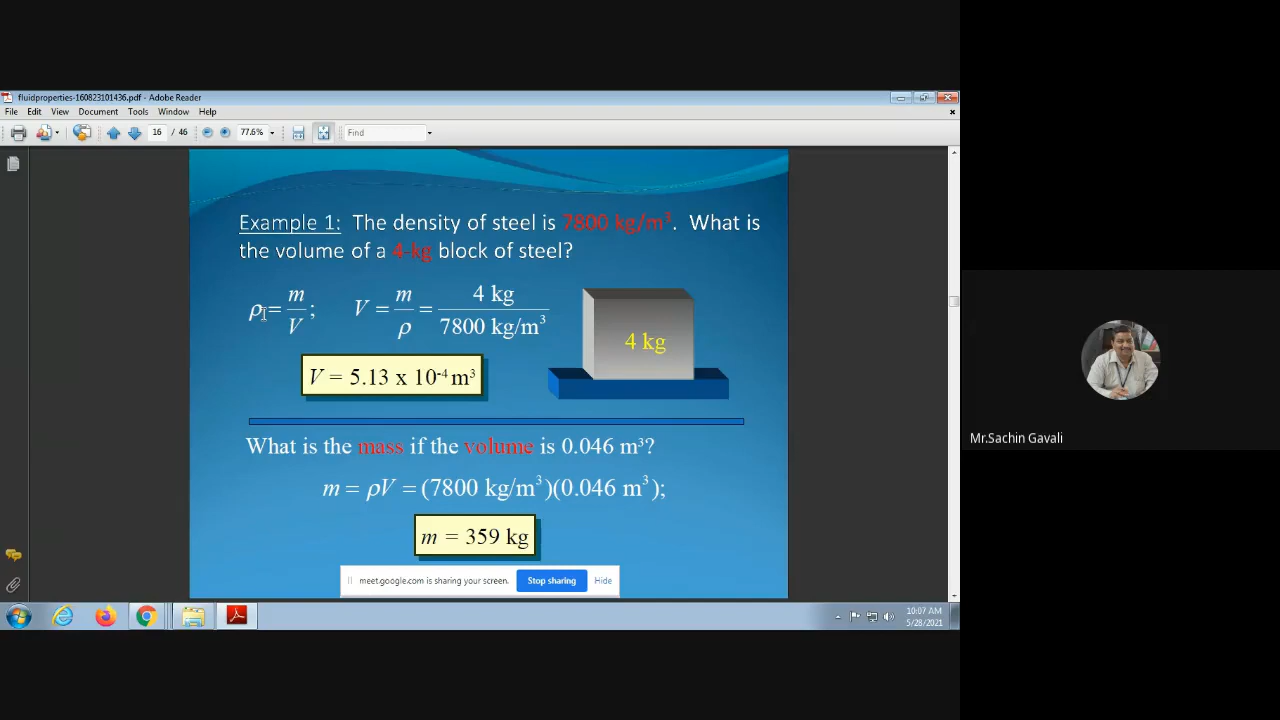 fluidproperties-160823101436.pdf - Adobe Reader
File Edit View Document Tools Window Help
16 / 46 77.6% Find
Example 1: The density of steel is 7800 kg/m³. What is
the volume of a 4-kg block of steel?
ρ = m/V; V = m/ρ = 4 kg / 7800 kg/m³
4 kg
V = 5.13 x 10⁻⁴ m³
What is the mass if the volume is 0.046 m³?
m = ρV = (7800 kg/m³)(0.046 m³);
m = 359 kg
meet.google.com is sharing your screen. Stop sharing Hide
10:07 AM
5/28/2021
Mr.Sachin Gavali